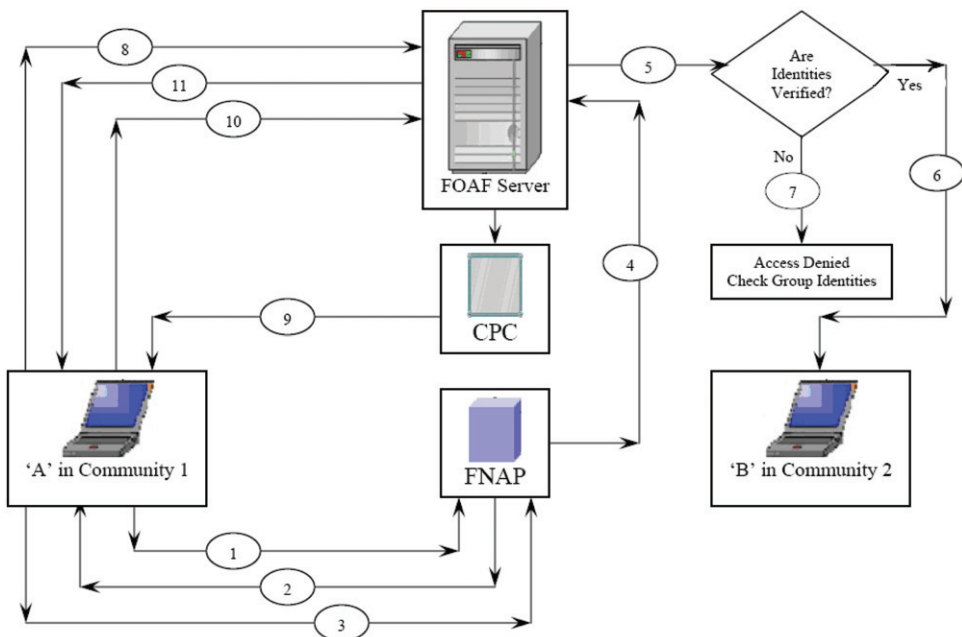 8
11
10
FOAF Server
5
Are
Identities
Verified?
Yes
No
7
6
4
Access Denied
Check Group Identities
9
CPC
‘A’ in Community 1
FNAP
‘B’ in Community 2
1
2
3